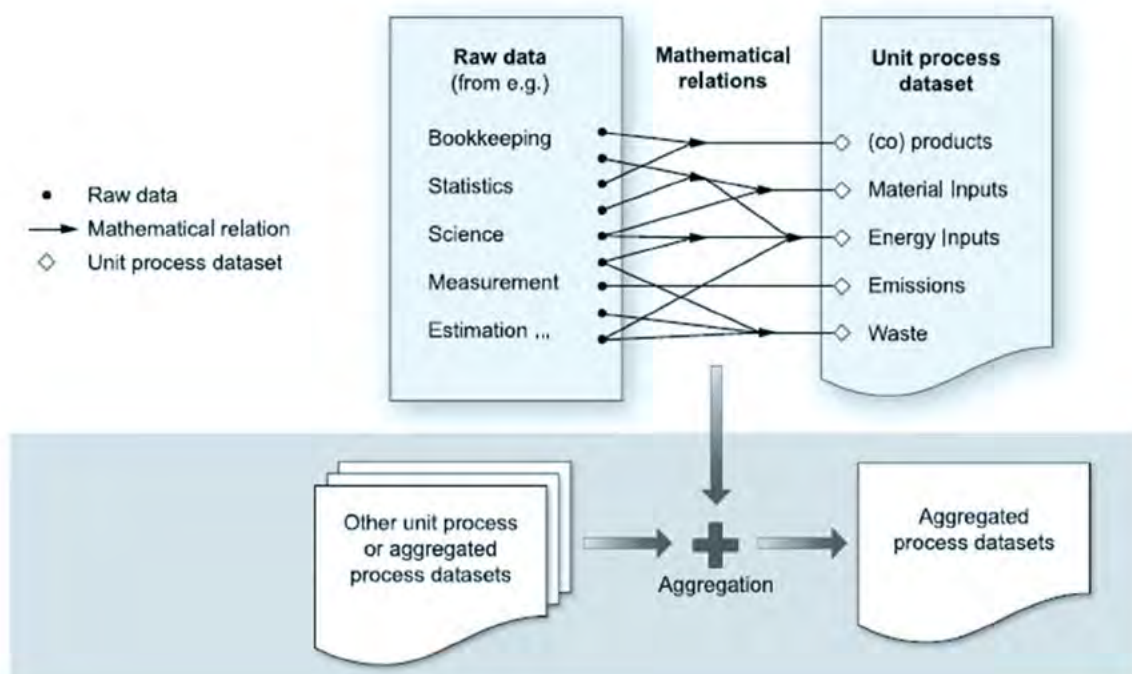 Raw data
(from e.g.)
Bookkeeping
Statistics
Science
Measurement
Estimation ...
Mathematical
relations
Unit process
dataset
(co) products
Material Inputs
Energy Inputs
Emissions
Waste
Raw data
Mathematical relation
Unit process dataset
Other unit process
or aggregated
process datasets
Aggregation
Aggregated
process datasets